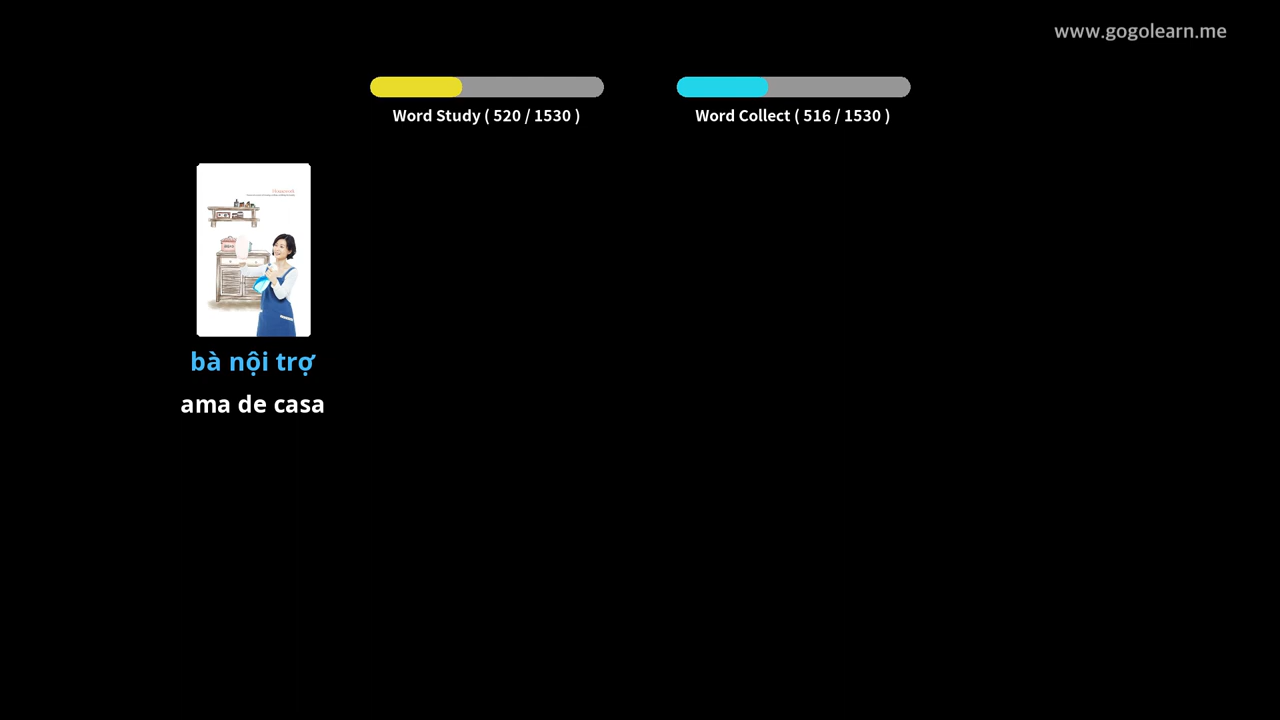 www.gogolearn.me
Word Study ( 520 / 1530 )
Word Collect ( 516 / 1530 )
bà nội trợ
ama de casa